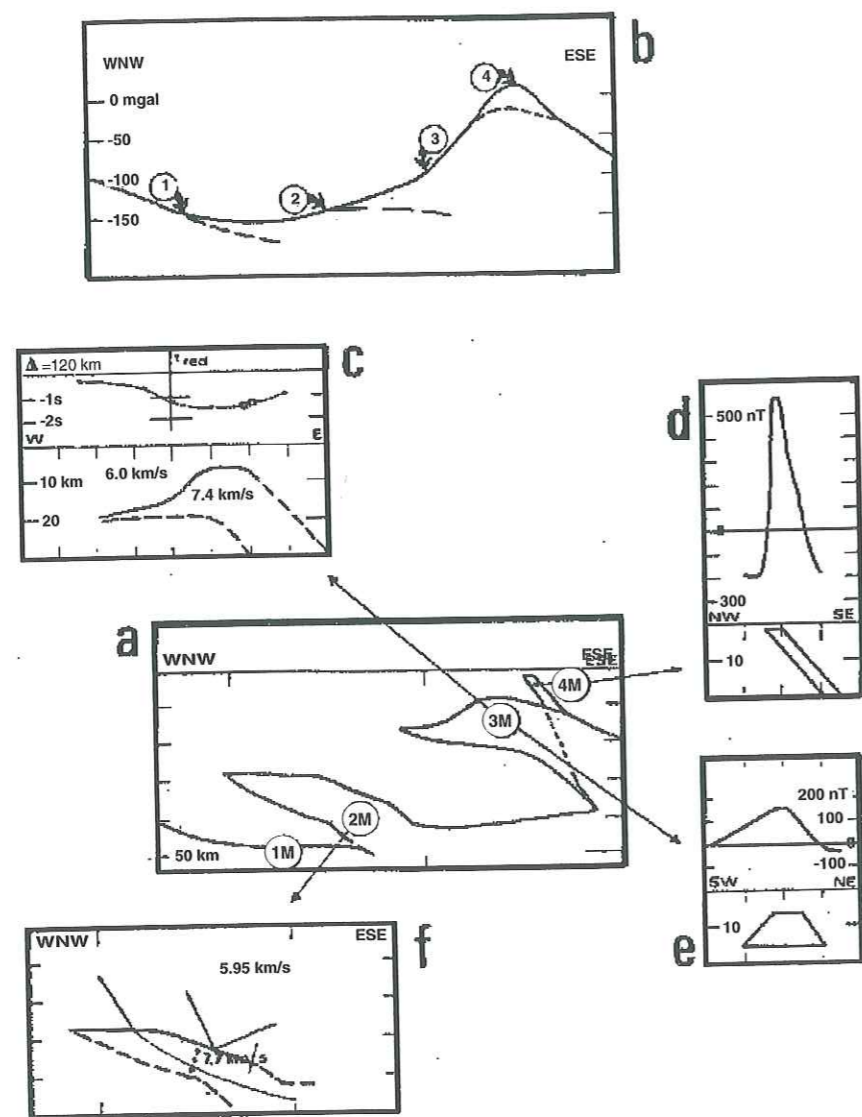 b
WNW
ESE
0 mgal
-50
-100
-150
1
2
3
4
c
Δ =120 km
t red
-1s
-2s
W
E
6.0 km/s
10 km
7.4 km/s
20
d
500 nT
0
300
NW
SE
10
a
WNW
ESE
ESE
4M
3M
2M
1M
50 km
e
200 nT
100
0
-100
SW
NE
10
f
WNW
ESE
5.95 km/s
7.7 km/s